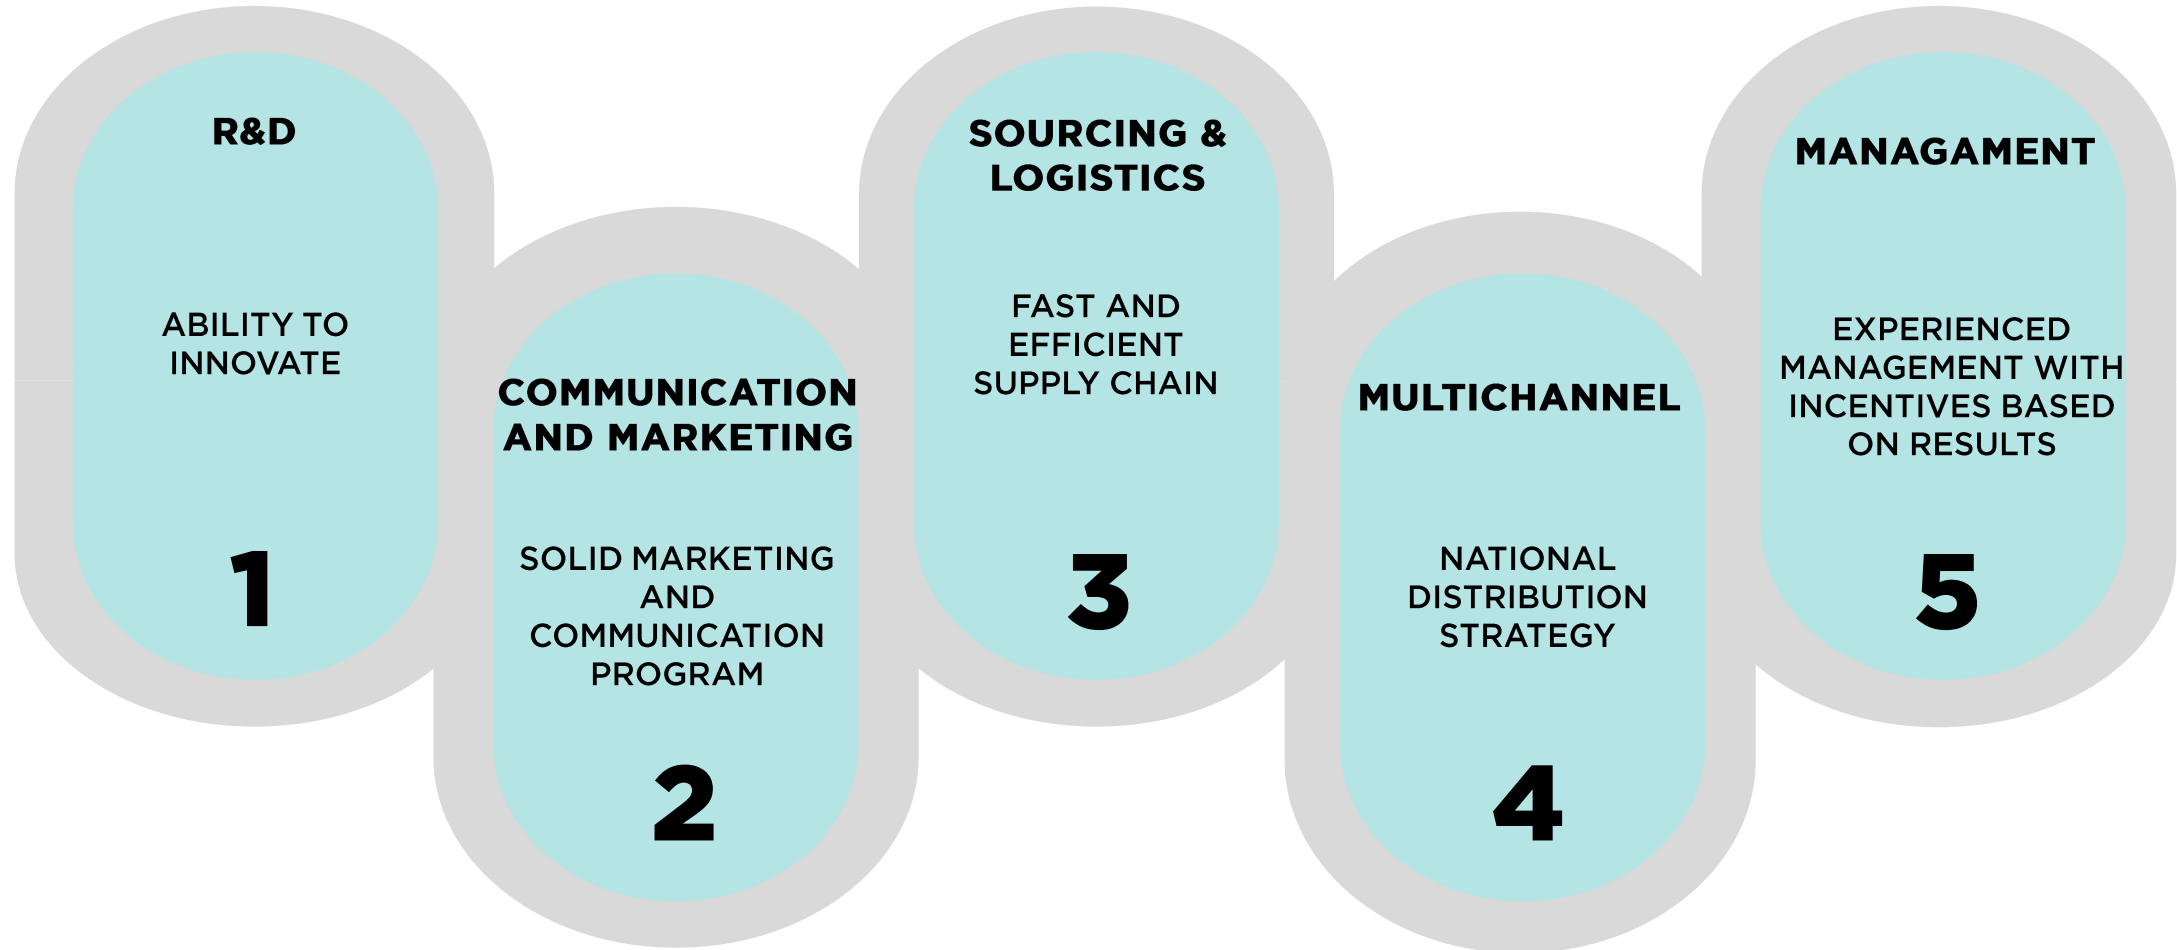 R&D
ABILITY TO
INNOVATE
1
COMMUNICATION
AND MARKETING
SOLID MARKETING
AND
COMMUNICATION
PROGRAM
2
SOURCING &
LOGISTICS
FAST AND
EFFICIENT
SUPPLY CHAIN
3
MULTICHANNEL
NATIONAL
DISTRIBUTION
STRATEGY
4
MANAGAMENT
EXPERIENCED
MANAGEMENT WITH
INCENTIVES BASED
ON RESULTS
5